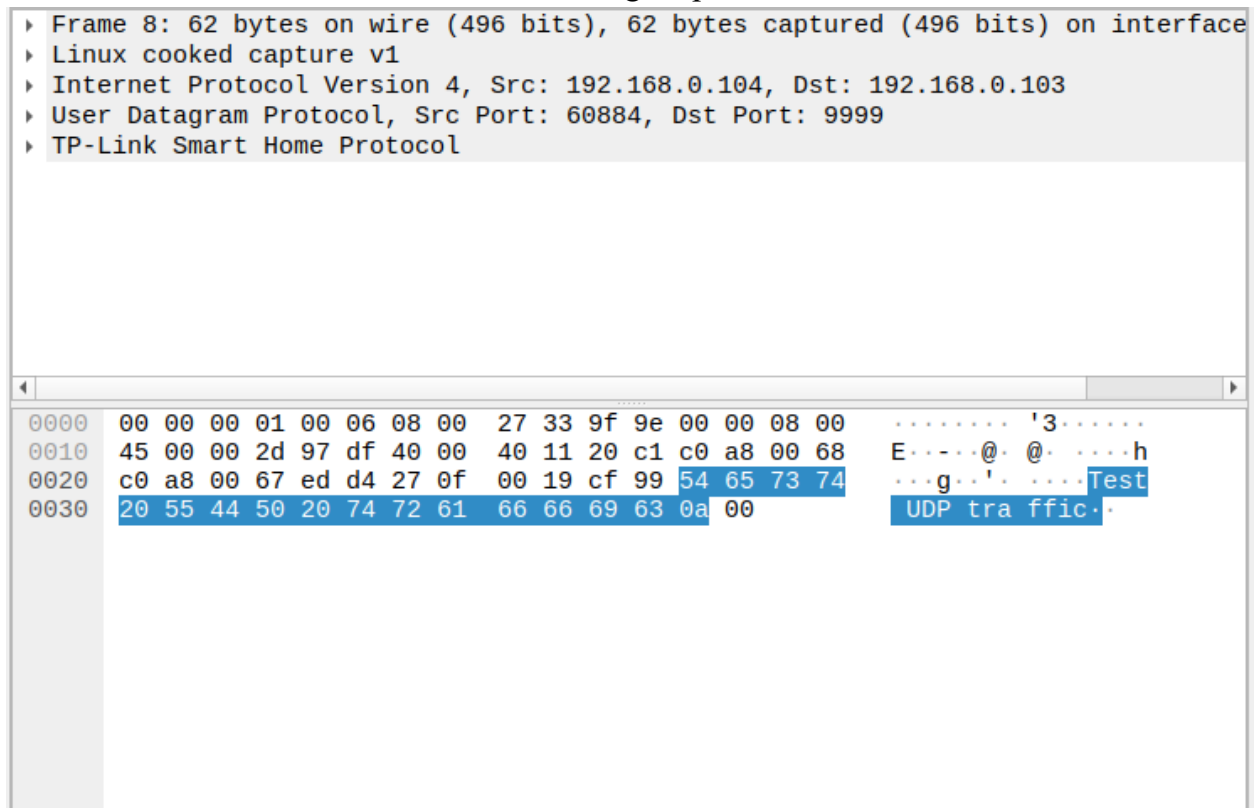 Frame 8: 62 bytes on wire (496 bits), 62 bytes captured (496 bits) on interface
Linux cooked capture v1
Internet Protocol Version 4, Src: 192.168.0.104, Dst: 192.168.0.103
User Datagram Protocol, Src Port: 60884, Dst Port: 9999
TP-Link Smart Home Protocol
0000 00 00 00 01 00 06 08 00 27 33 9f 9e 00 00 08 00 ········ '3······
0010 45 00 00 2d 97 df 40 00 40 11 20 c1 c0 a8 00 68 E··-··@· @· ····h
0020 c0 a8 00 67 ed d4 27 0f 00 19 cf 99 54 65 73 74 ···g··'· ····Test
0030 20 55 44 50 20 74 72 61 66 66 69 63 0a 00 UDP tra ffic··